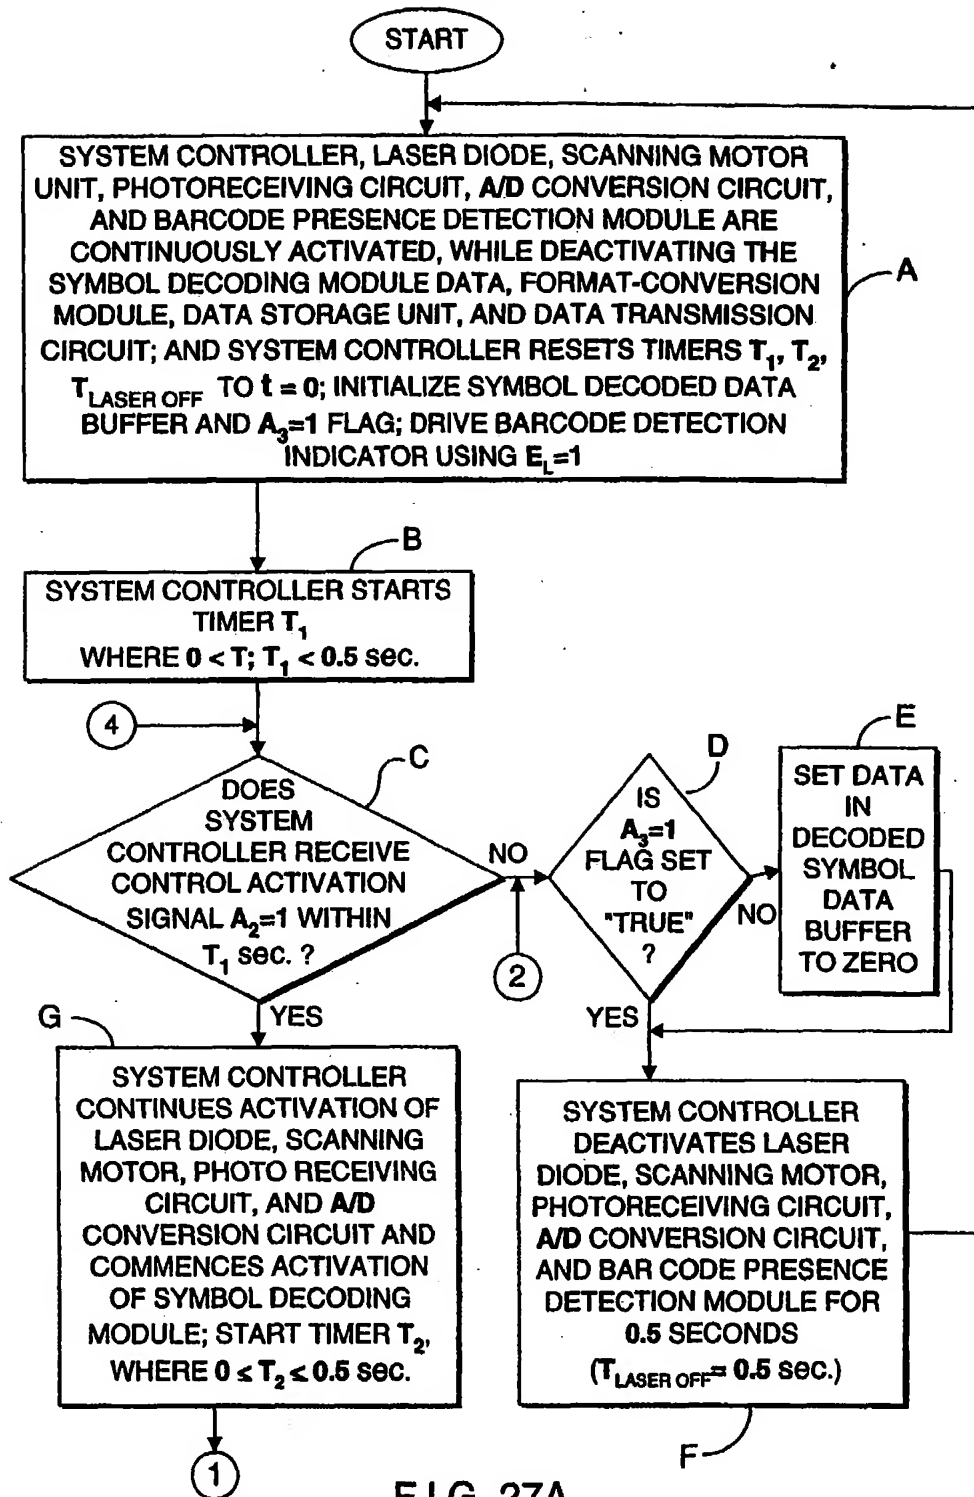 START
SYSTEM CONTROLLER, LASER DIODE, SCANNING MOTOR
UNIT, PHOTORECEIVING CIRCUIT, A/D CONVERSION CIRCUIT,
AND BARCODE PRESENCE DETECTION MODULE ARE
CONTINUOUSLY ACTIVATED, WHILE DEACTIVATING THE
SYMBOL DECODING MODULE DATA, FORMAT-CONVERSION
MODULE, DATA STORAGE UNIT, AND DATA TRANSMISSION
CIRCUIT; AND SYSTEM CONTROLLER RESETS TIMERS T1, T2,
TLASER OFF TO t = 0; INITIALIZE SYMBOL DECODED DATA
BUFFER AND A3=1 FLAG; DRIVE BARCODE DETECTION
INDICATOR USING EL=1
A
B
SYSTEM CONTROLLER STARTS
TIMER T1
WHERE 0 < T; T1 < 0.5 sec.
4
C
DOES
SYSTEM
CONTROLLER RECEIVE
CONTROL ACTIVATION
SIGNAL A2=1 WITHIN
T1 sec. ?
NO
2
D
IS
A3=1
FLAG SET
TO
"TRUE"
?
NO
E
SET DATA
IN
DECODED
SYMBOL
DATA
BUFFER
TO ZERO
YES
YES
G
SYSTEM CONTROLLER
CONTINUES ACTIVATION OF
LASER DIODE, SCANNING
MOTOR, PHOTO RECEIVING
CIRCUIT, AND A/D
CONVERSION CIRCUIT AND
COMMENCES ACTIVATION
OF SYMBOL DECODING
MODULE; START TIMER T2,
WHERE 0 ≤ T2 ≤ 0.5 sec.
1
SYSTEM CONTROLLER
DEACTIVATES LASER
DIODE, SCANNING MOTOR,
PHOTORECEIVING CIRCUIT,
A/D CONVERSION CIRCUIT,
AND BAR CODE PRESENCE
DETECTION MODULE FOR
0.5 SECONDS
(TLASER OFF= 0.5 sec.)
F
FIG. 27A